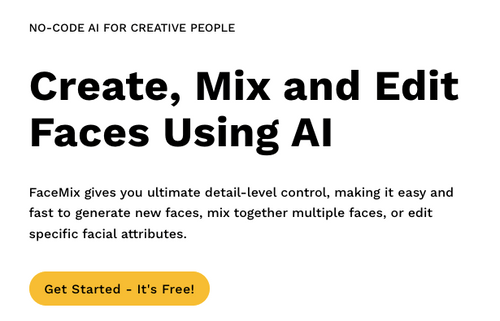 NO-CODE AI FOR CREATIVE PEOPLE
Create, Mix and Edit
Faces Using AI
FaceMix gives you ultimate detail-level control, making it easy and
fast to generate new faces, mix together multiple faces, or edit
specific facial attributes.
Get Started - It's Free!